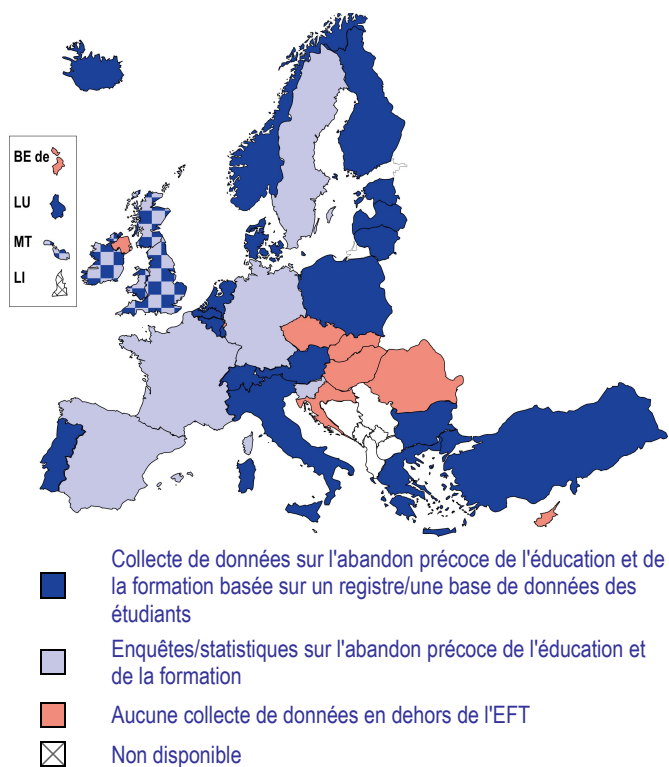 BE de
LU
MT
LI
Collecte de données sur l'abandon précoce de l'éducation et de
la formation basée sur un registre/une base de données des
étudiants
Enquêtes/statistiques sur l'abandon précoce de l'éducation et
de la formation
Aucune collecte de données en dehors de l'EFT
Non disponible